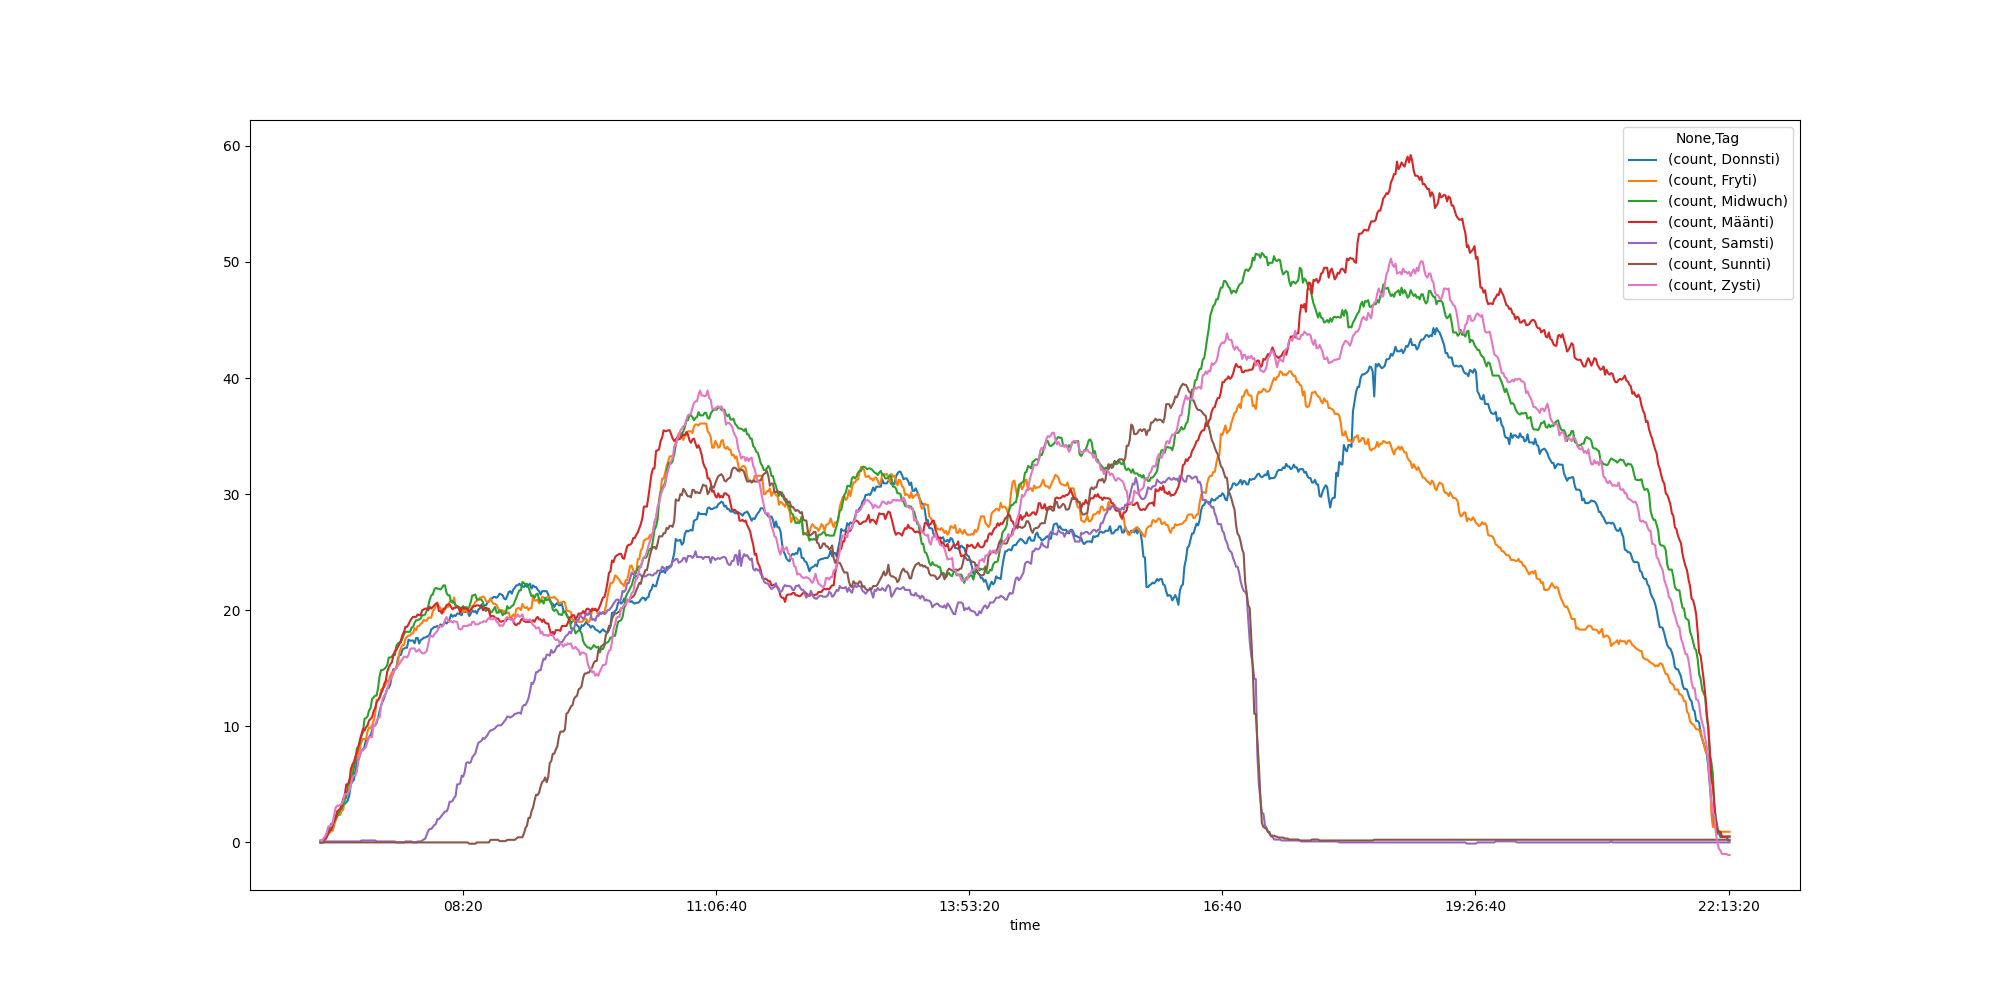 None,Tag
(count, Donnsti)
(count, Fryti)
(count, Midwuch)
(count, Määnti)
(count, Samsti)
(count, Sunnti)
(count, Zysti)
60
50
40
30
20
10
0
08:20 11:06:40 13:53:20 16:40 19:26:40 22:13:20
time